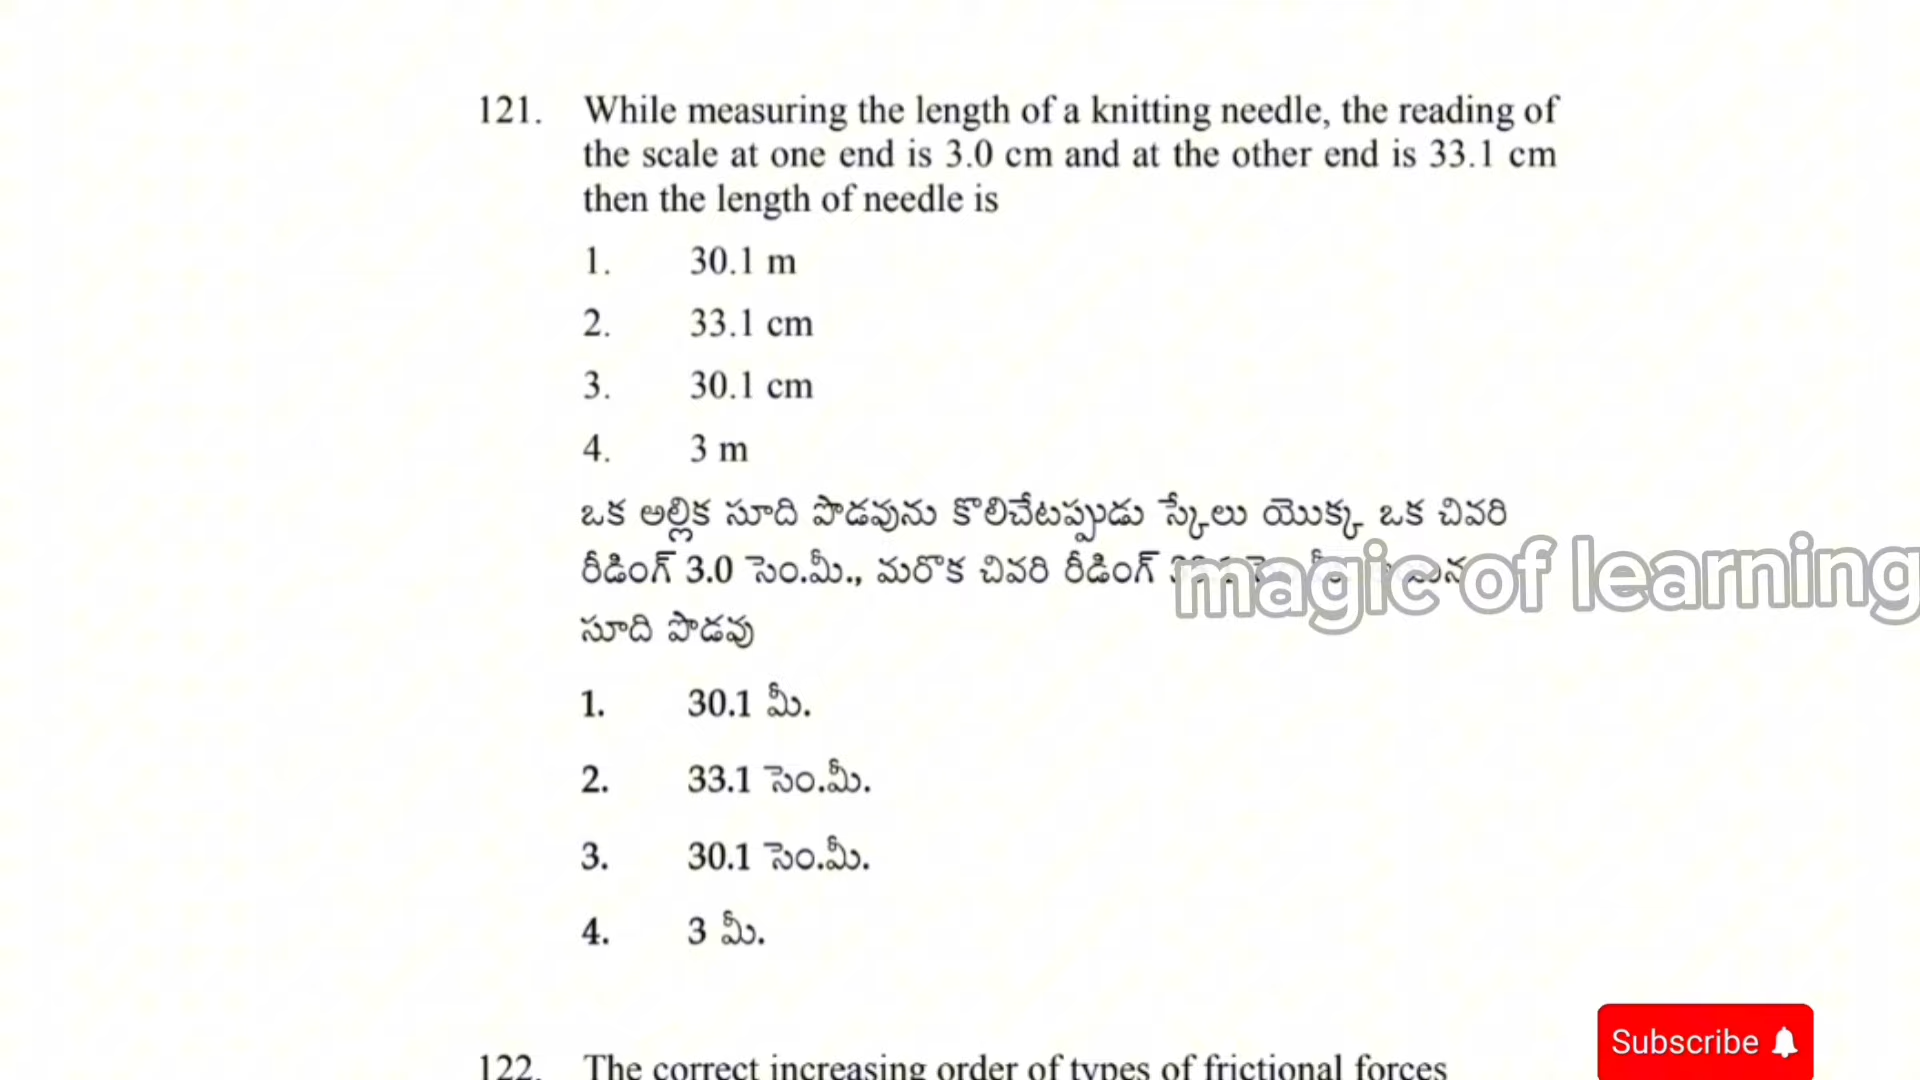 121. While measuring the length of a knitting needle, the reading of
the scale at one end is 3.0 cm and at the other end is 33.1 cm
then the length of needle is
1. 30.1 m
2. 33.1 cm
3. 30.1 cm
4. 3 m
ఒక అల్లిక సూది పొడవును కొలిచేటప్పుడు స్కేలు యొక్క ఒక చివరి
రీడింగ్ 3.0 సెం.మీ., మరొక చివరి రీడింగ్
magic of learning
సూది పొడవు
1. 30.1 మీ.
2. 33.1 సెం.మీ.
3. 30.1 సెం.మీ.
4. 3 మీ.
Subscribe
122. The correct increasing order of types of frictional forces